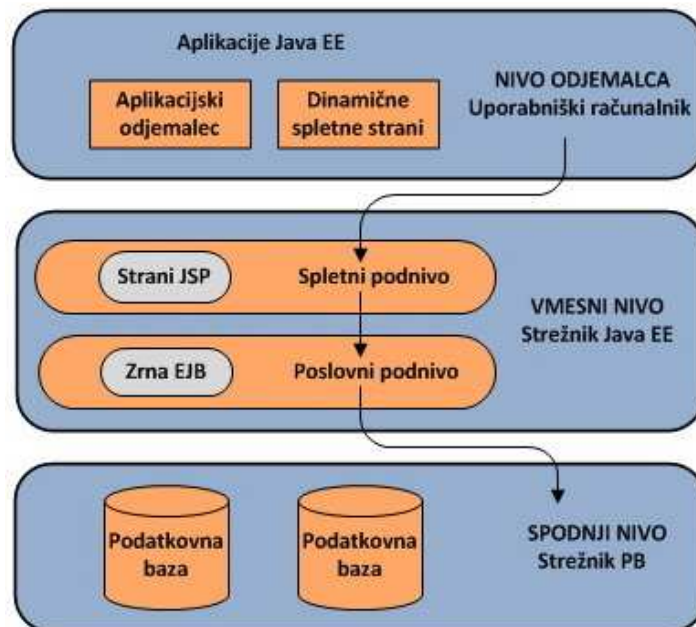 Aplikacije Java EE
Aplikacijski
odjemalec
Dinamične
spletne strani
NIVO ODJEMALCA
Uporabniški računalnik
Strani JSP
Spletni podnivo
Zrna EJB
Poslovni podnivo
VMESNI NIVO
Strežnik Java EE
Podatkovna
baza
Podatkovna
baza
SPODNJI NIVO
Strežnik PB